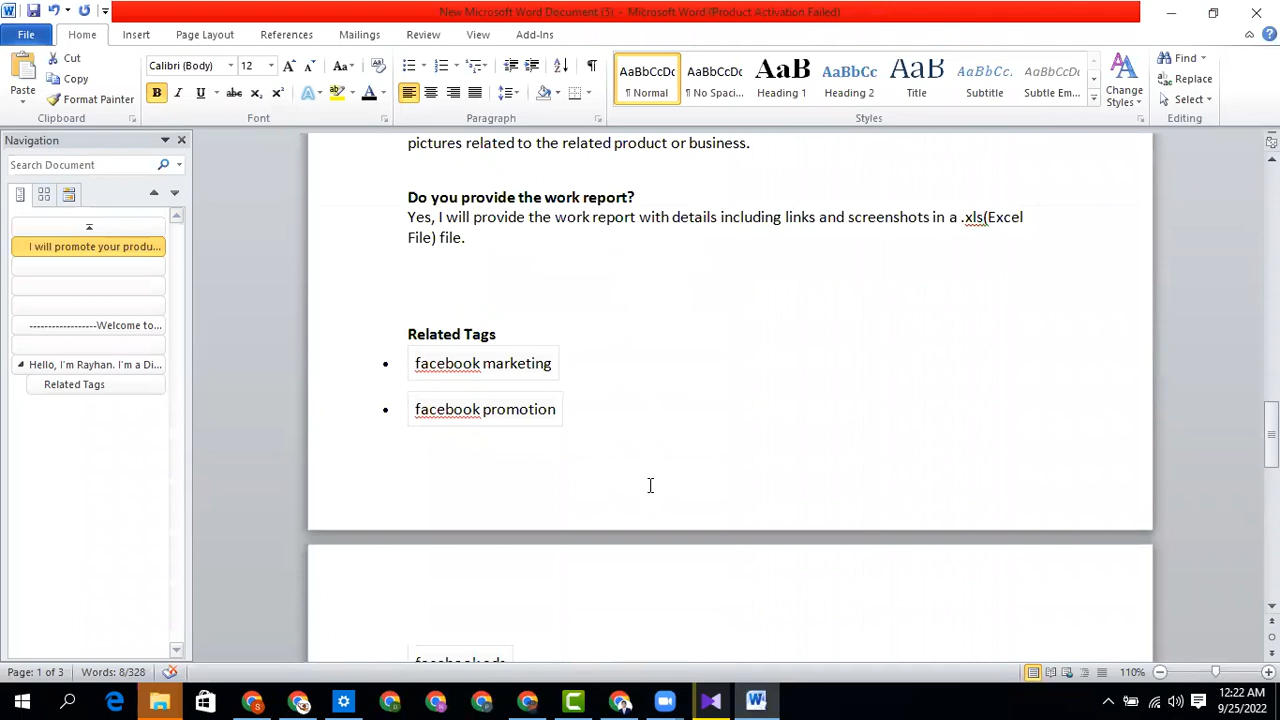 New Microsoft Word Document (3) - Microsoft Word (Product Activation Failed)
File Home Insert Page Layout References Mailings Review View Add-Ins
Paste
Cut
Copy
Format Painter
Clipboard
Calibri (Body) 12
Font
Paragraph
AaBbCcDc AaBbCcDc AaB AaBbCc AaB AaBbCc. AaBbCcDc
¶ Normal ¶ No Spaci... Heading 1 Heading 2 Title Subtitle Subtle Em...
Styles
Change
Styles
Find
Replace
Select
Editing
Navigation
Search Document
I will promote your produ...
------------------Welcome to...
Hello, I'm Rayhan. I'm a Di...
Related Tags
pictures related to the related product or business.
Do you provide the work report?
Yes, I will provide the work report with details including links and screenshots in a .xls(Excel
File) file.
Related Tags
• facebook marketing
• facebook promotion
facebook ads
Page: 1 of 3 Words: 8/328 110%
12:22 AM
9/25/2022